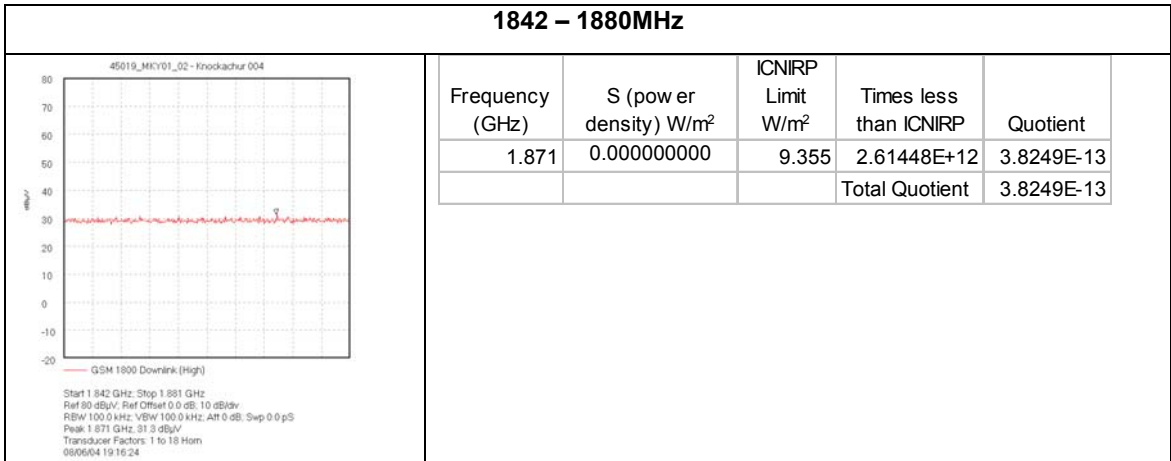 1842 – 1880MHz
45019_MKY01_02 - Knockachur 004
80
70
60
50
40
30
20
10
0
-10
-20
dBµV
GSM 1800 Downlink (High)
Start 1.842 GHz; Stop 1.881 GHz
Ref 80 dBµV; Ref Offset 0.0 dB; 10 dB/div
RBW 100.0 kHz; VBW 100.0 kHz; Att 0 dB; Swp 0.0 pS
Peak 1.871 GHz, 31.3 dBµV
Transducer Factors: 1 to 18 Horn
08/06/04 19:16:24
Frequency (GHz) S (pow er density) W/m² ICNIRP Limit W/m² Times less than ICNIRP Quotient
1.871 0.000000000 9.355 2.61448E+12 3.8249E-13
Total Quotient 3.8249E-13